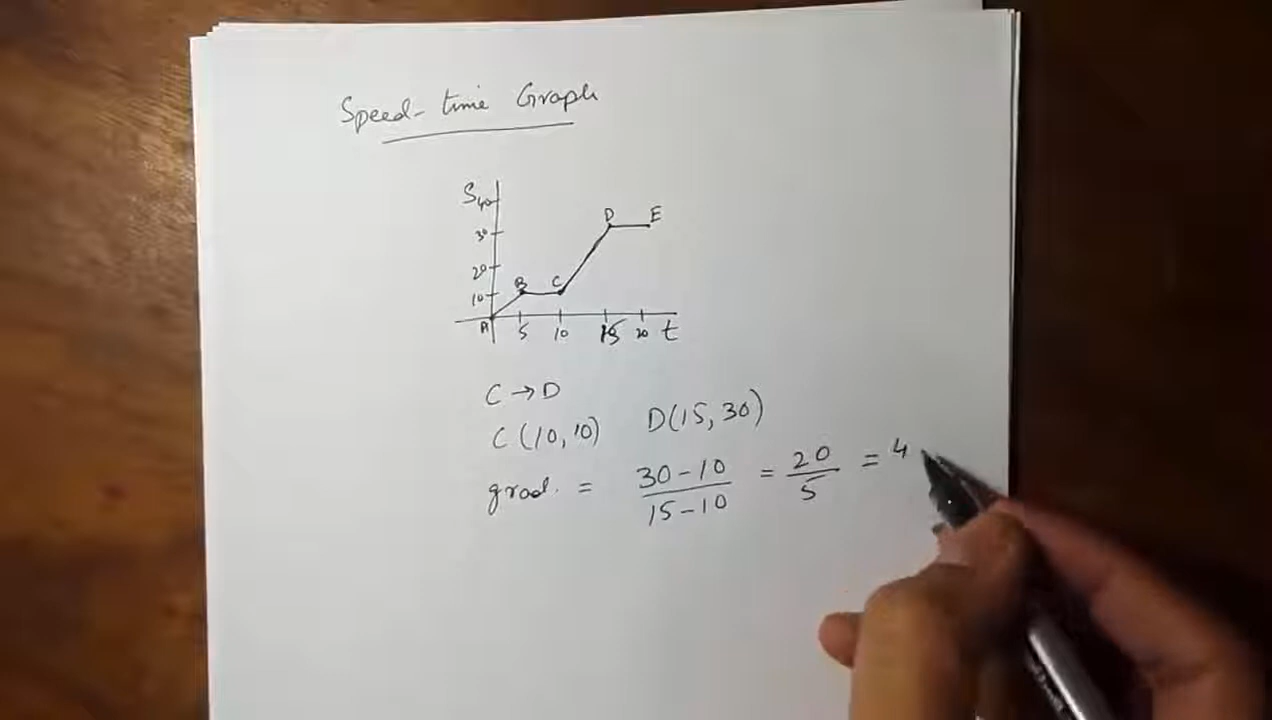 Speed-time Graph
S
40
30
20
10
A B C D E
5 10 15 20 t
C → D
C (10, 10) D(15, 30)
grad. = 30-10 / 15-10 = 20 / 5 = 4